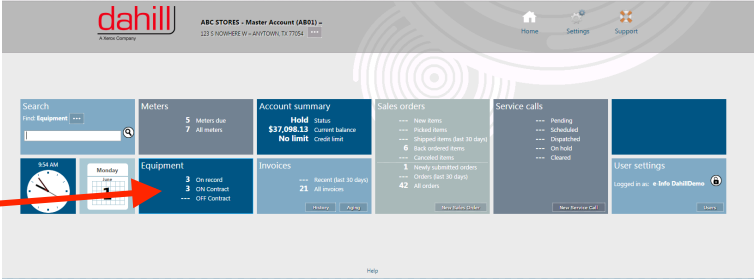 dahill
A Xerox Company
ABC STORES - Master Account (AB01) -
123 S NOWHERE W - ANYTOWN, TX 77054 ---
Home
Settings
Support
Search
Find: Equipment ---
Meters
5 Meters due
7 All meters
Account summary
Hold Status
$37,098.13 Current balance
No limit Credit limit
Sales orders
--- New items
--- Picked items
--- Shipped items (last 30 days)
6 Back ordered items
--- Canceled items
1 Newly submitted orders
--- Orders (last 30 days)
42 All orders
New Sales Order
Service calls
--- Pending
--- Scheduled
--- Dispatched
--- On hold
--- Cleared
New Service Call
9:54 AM
Monday
June
1
Equipment
3 On record
3 ON Contract
--- OFF Contract
Invoices
--- Recent (last 30 days)
21 All invoices
History Aging
User settings
Logged in as: e-Info DahillDemo
Users
Help